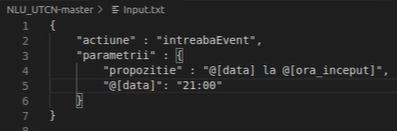 NLU_UTCN-master > Input.txt
1 {
2 "actiune" : "intreabaEvent",
3 "parametrii" : {
4 "propozitie" : "@[data] la @[ora_inceput]",
5 "@[data]": "21:00"
6 }
7 }